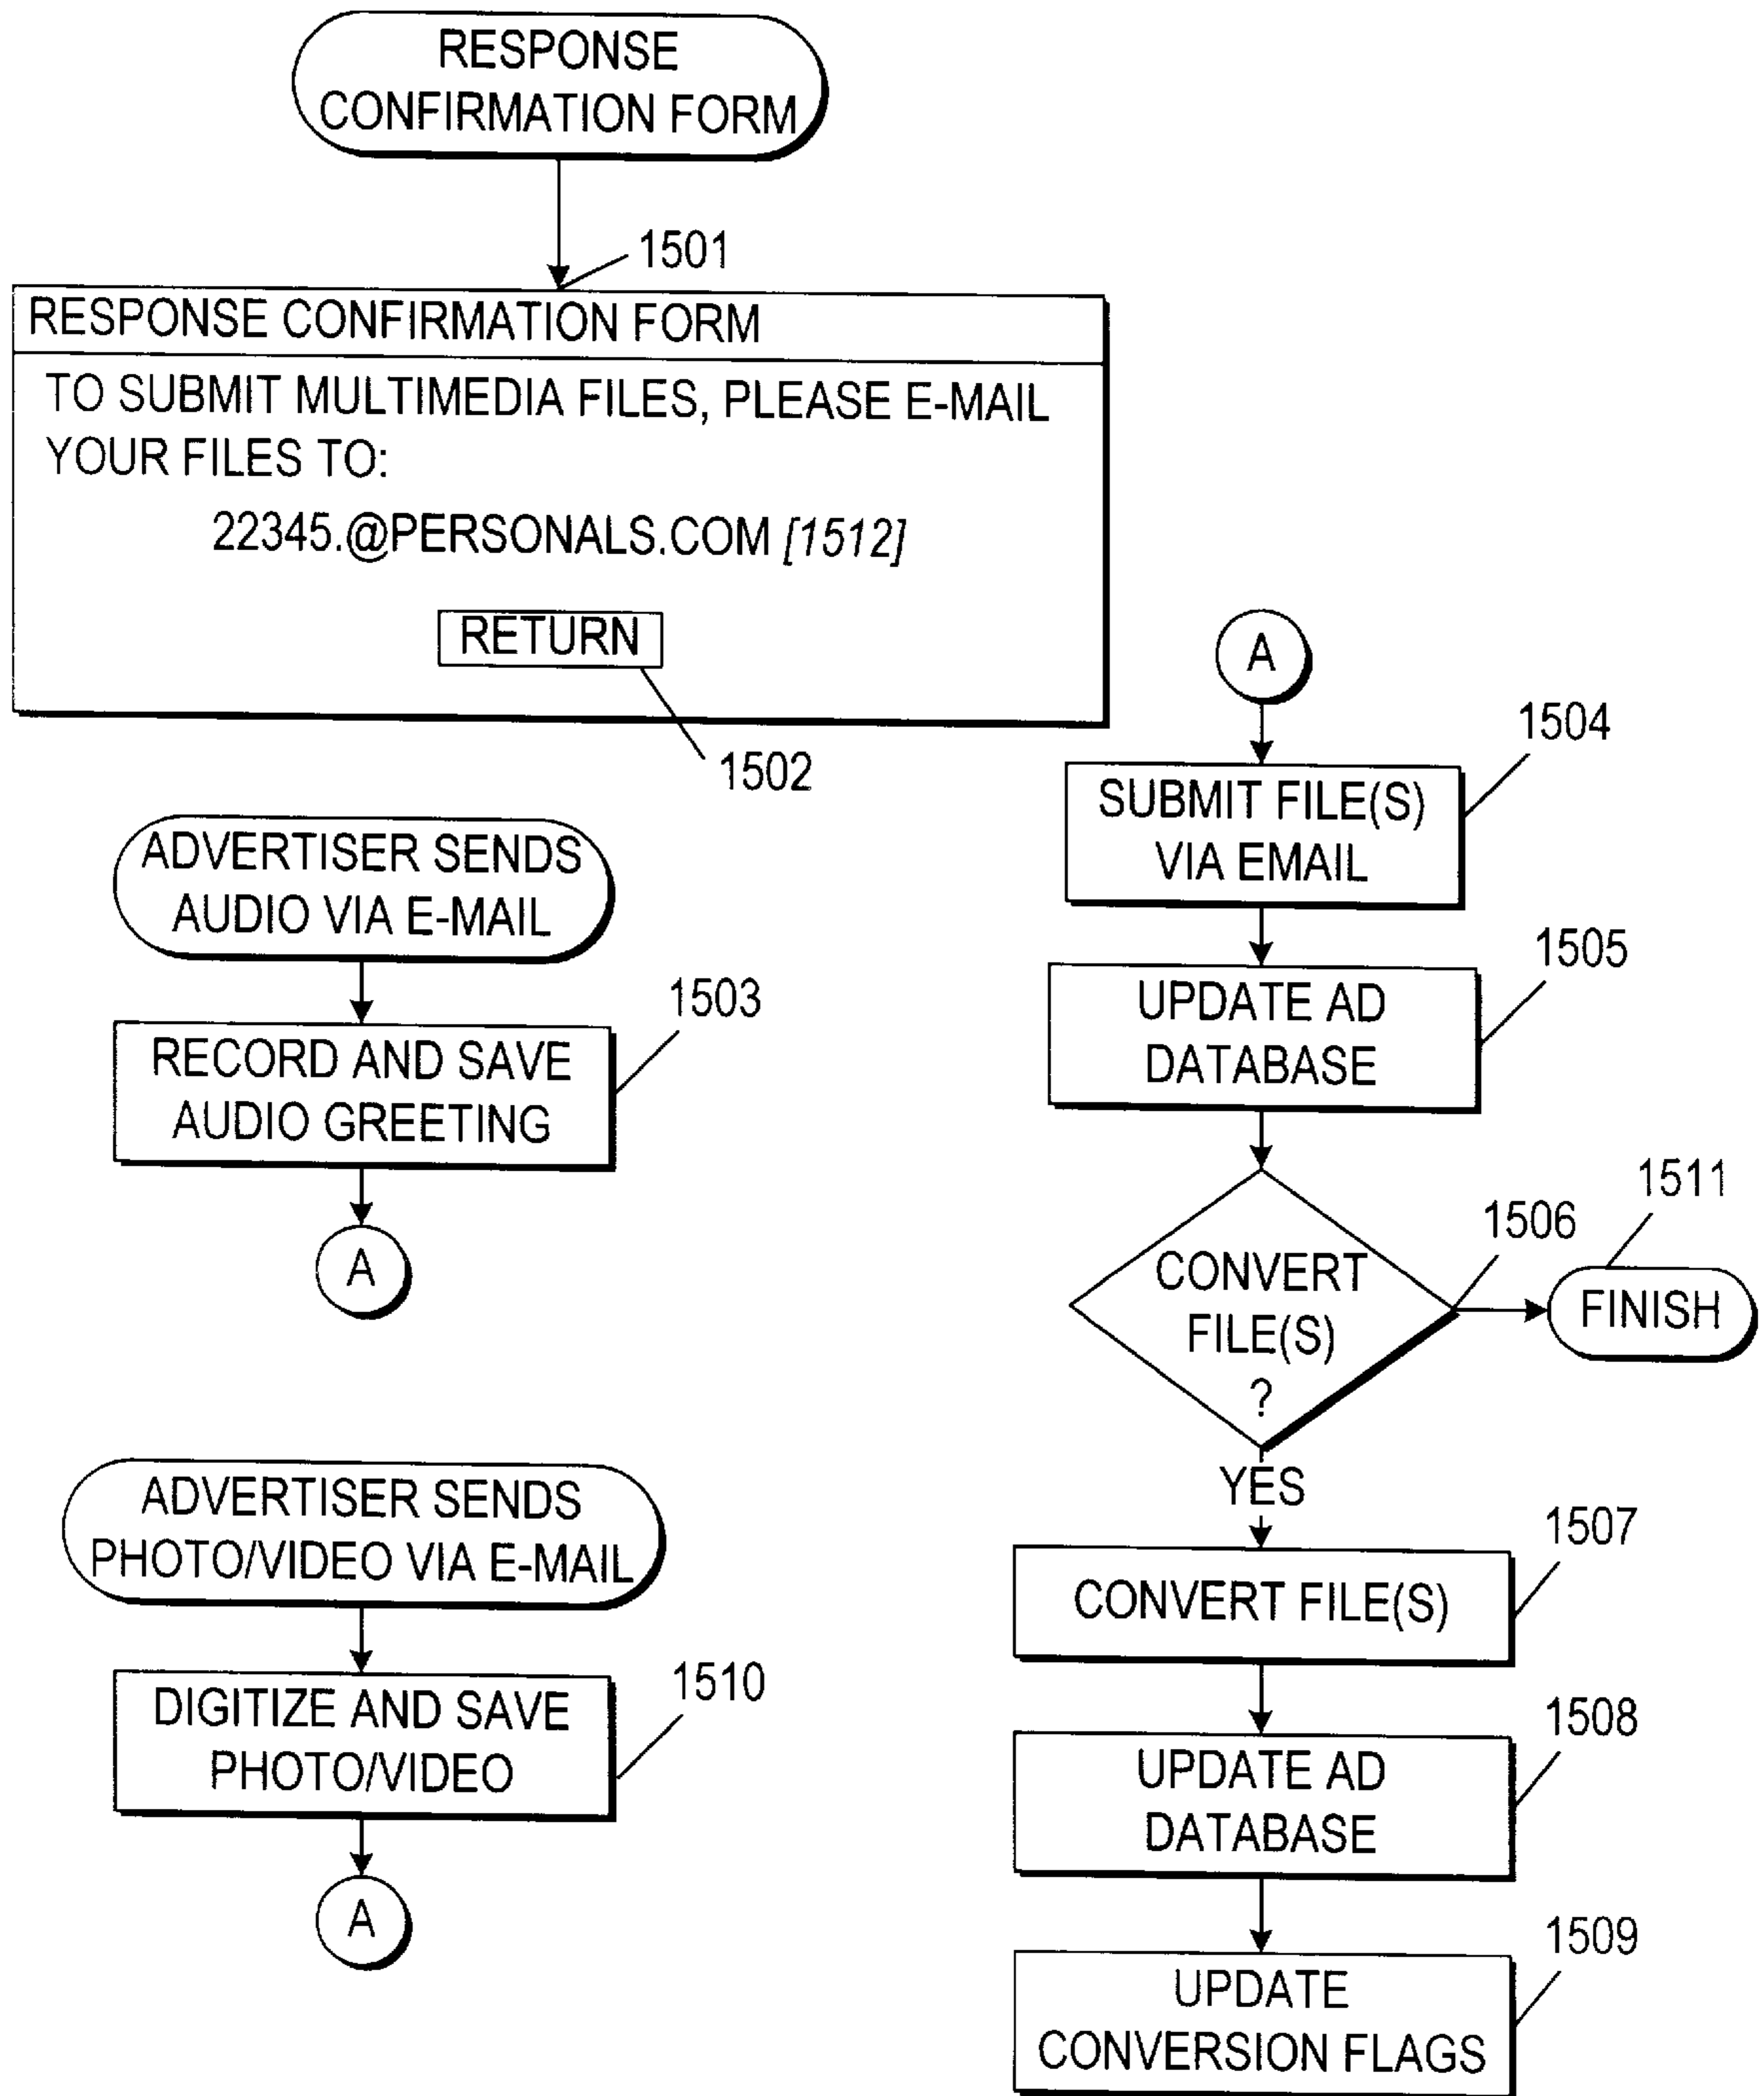 RESPONSE
CONFIRMATION FORM
1501
RESPONSE CONFIRMATION FORM
TO SUBMIT MULTIMEDIA FILES, PLEASE E-MAIL
YOUR FILES TO:
22345.@PERSONALS.COM [1512]
RETURN
1502
ADVERTISER SENDS
AUDIO VIA E-MAIL
1503
RECORD AND SAVE
AUDIO GREETING
A
ADVERTISER SENDS
PHOTO/VIDEO VIA E-MAIL
1510
DIGITIZE AND SAVE
PHOTO/VIDEO
A
A
1504
SUBMIT FILE(S)
VIA EMAIL
1505
UPDATE AD
DATABASE
1506
CONVERT
FILE(S)
?
1511
FINISH
YES
1507
CONVERT FILE(S)
1508
UPDATE AD
DATABASE
1509
UPDATE
CONVERSION FLAGS